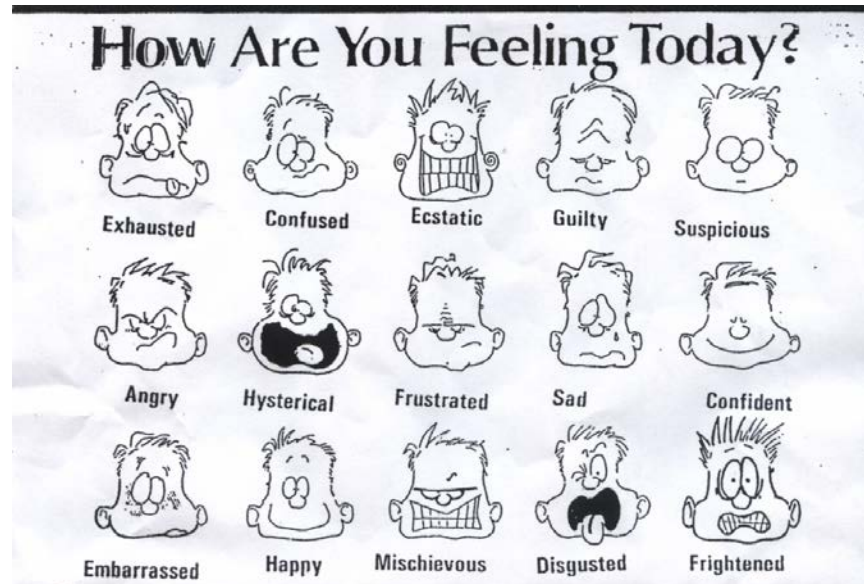 How Are You Feeling Today?
Exhausted Confused Ecstatic Guilty Suspicious
Angry Hysterical Frustrated Sad Confident
Embarrassed Happy Mischievous Disgusted Frightened